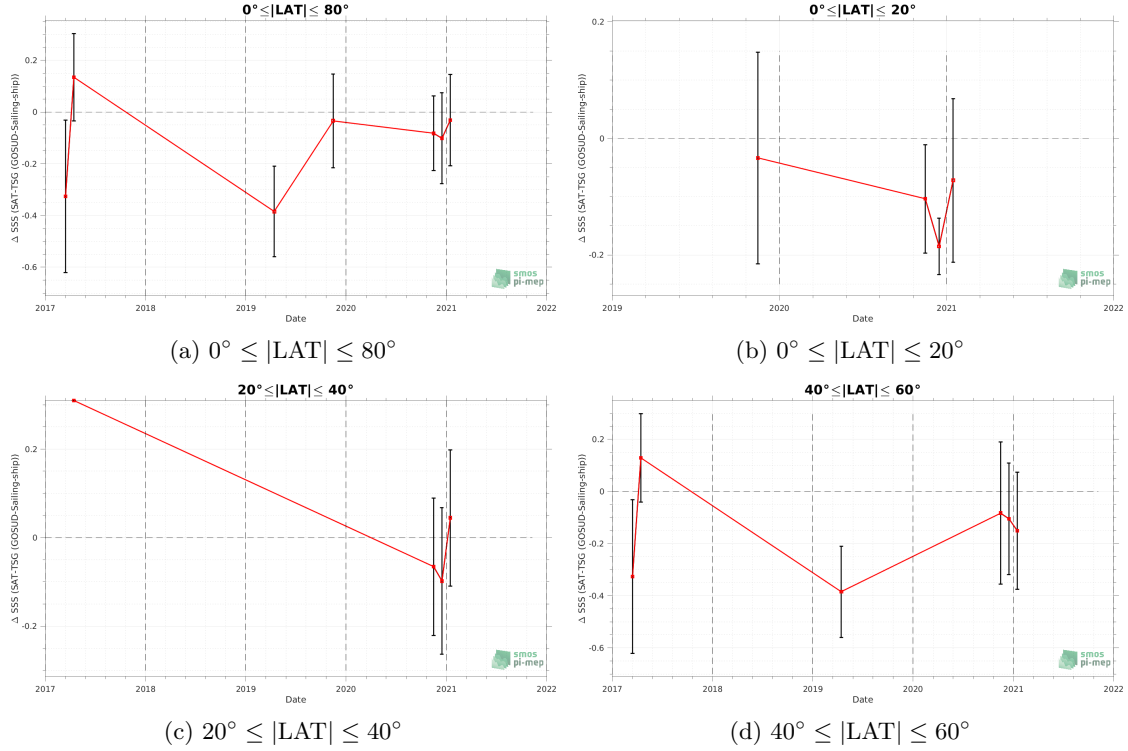 0°≤|LAT|≤ 80°
Δ SSS (SAT-TSG (GOSUD-Sailing-ship))
0.2
0
-0.2
-0.4
-0.6
2017 2018 2019 2020 2021 2022
Date
smos
pi-mep
(a) 0° ≤ |LAT| ≤ 80°
0°≤|LAT|≤ 20°
Δ SSS (SAT-TSG (GOSUD-Sailing-ship))
0.2
0
-0.2
2019 2020 2021 2022
Date
smos
pi-mep
(b) 0° ≤ |LAT| ≤ 20°
20°≤|LAT|≤ 40°
Δ SSS (SAT-TSG (GOSUD-Sailing-ship))
0.2
0
-0.2
2017 2018 2019 2020 2021 2022
Date
smos
pi-mep
(c) 20° ≤ |LAT| ≤ 40°
40°≤|LAT|≤ 60°
Δ SSS (SAT-TSG (GOSUD-Sailing-ship))
0.2
0
-0.2
-0.4
-0.6
2017 2018 2019 2020 2021 2022
Date
smos
pi-mep
(d) 40° ≤ |LAT| ≤ 60°